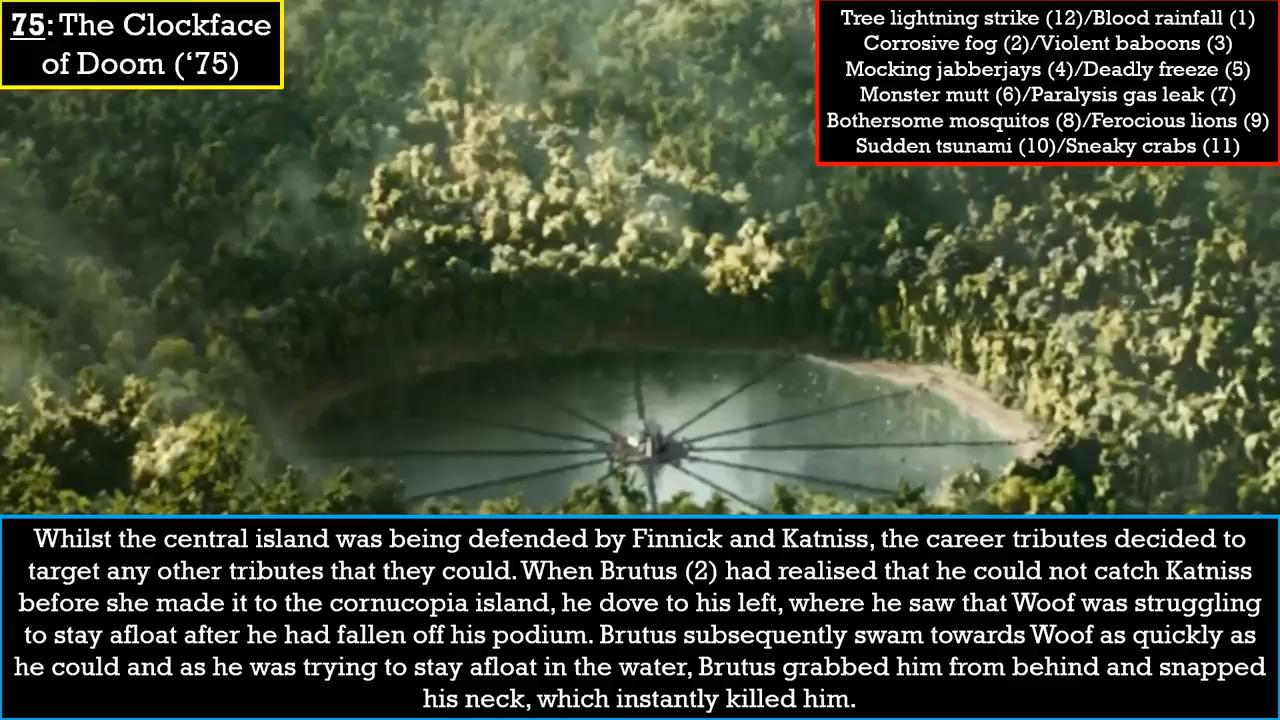 75: The Clockface
of Doom (‘75)
Tree lightning strike (12)/Blood rainfall (1)
Corrosive fog (2)/Violent baboons (3)
Mocking jabberjays (4)/Deadly freeze (5)
Monster mutt (6)/Paralysis gas leak (7)
Bothersome mosquitos (8)/Ferocious lions (9)
Sudden tsunami (10)/Sneaky crabs (11)
Whilst the central island was being defended by Finnick and Katniss, the career tributes decided to
target any other tributes that they could. When Brutus (2) had realised that he could not catch Katniss
before she made it to the cornucopia island, he dove to his left, where he saw that Woof was struggling
to stay afloat after he had fallen off his podium. Brutus subsequently swam towards Woof as quickly as
he could and as he was trying to stay afloat in the water, Brutus grabbed him from behind and snapped
his neck, which instantly killed him.